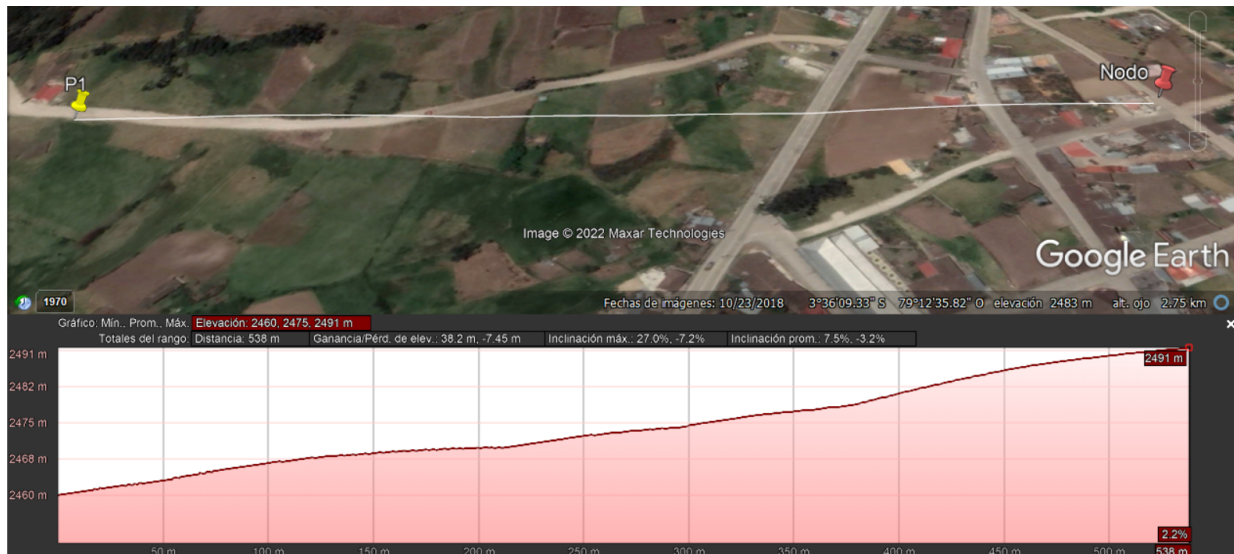 P1
Nodo
Image © 2022 Maxar Technologies
Google Earth
1970
Fechas de imágenes: 10/23/2018 3°36'09.33" S 79°12'35.82" O elevación 2483 m alt. ojo 2.75 km
Gráfico: Mín., Prom., Máx. Elevación: 2460, 2475, 2491 m
Totales del rango: Distancia: 538 m Ganancia/Pérd. de elev.: 38.2 m, -7.45 m Inclinación máx.: 27.0%, -7.2% Inclinación prom.: 7.5%, -3.2%
2491 m
2491 m
2482 m
2475 m
2468 m
2460 m
2.2%
50 m 100 m 150 m 200 m 250 m 300 m 350 m 400 m 450 m 500 m 538 m